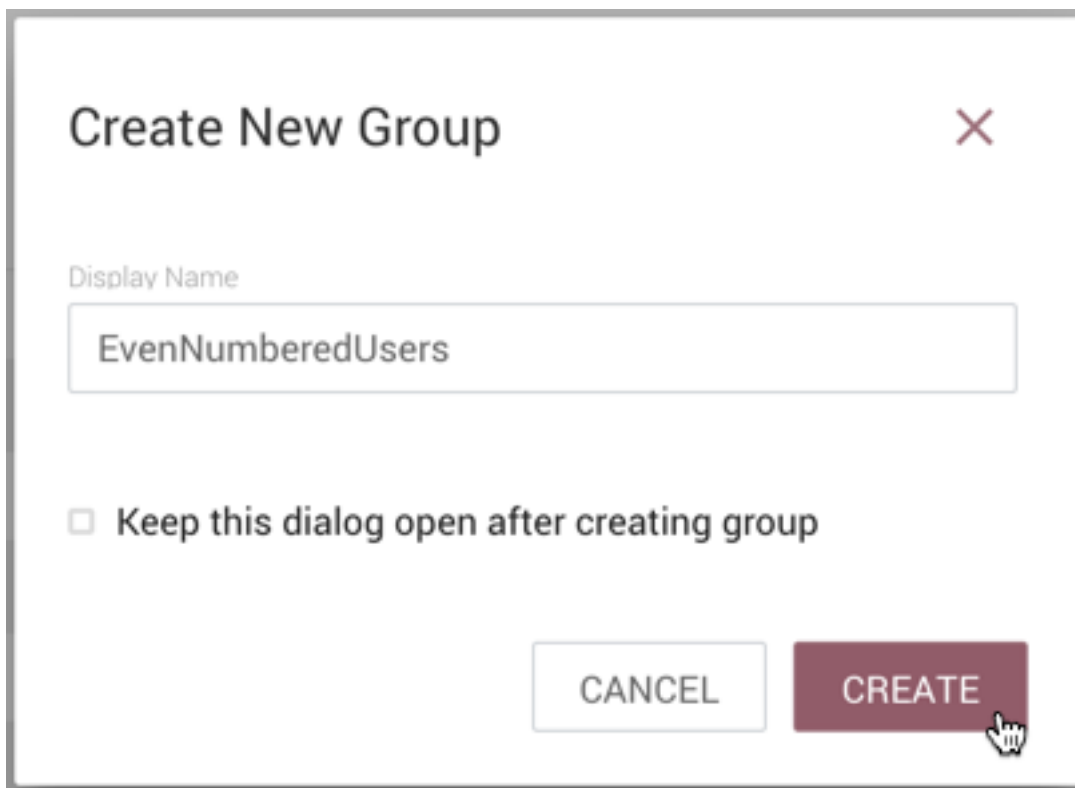 Create New Group
Display Name
EvenNumberedUsers
Keep this dialog open after creating group
CANCEL
CREATE